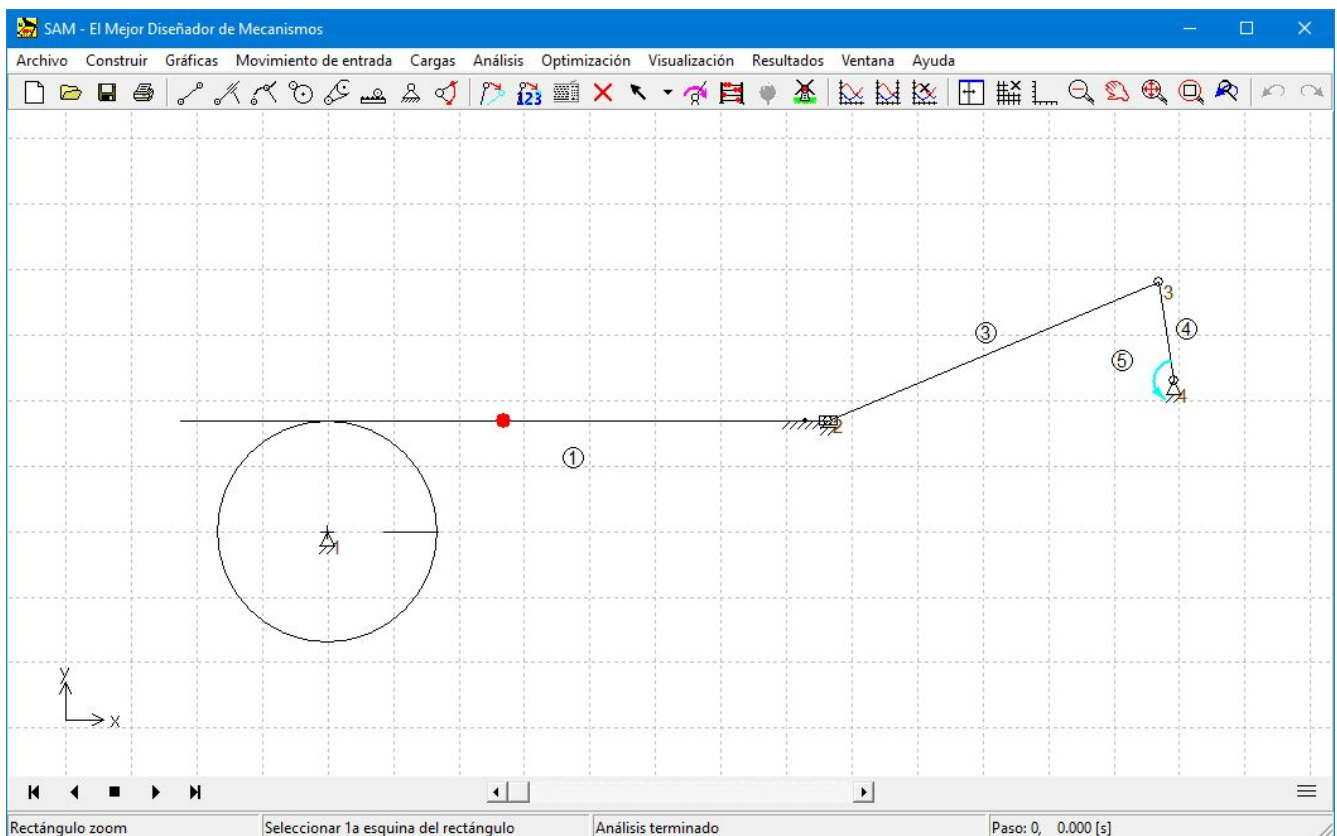 SAM - El Mejor Diseñador de Mecanismos
Archivo Construir Gráficas Movimiento de entrada Cargas Análisis Optimización Visualización Resultados Ventana Ayuda
123
3
4
3
5
4
2
1
1
y
x
Rectángulo zoom Seleccionar 1a esquina del rectángulo Análisis terminado Paso: 0, 0.000 [s]